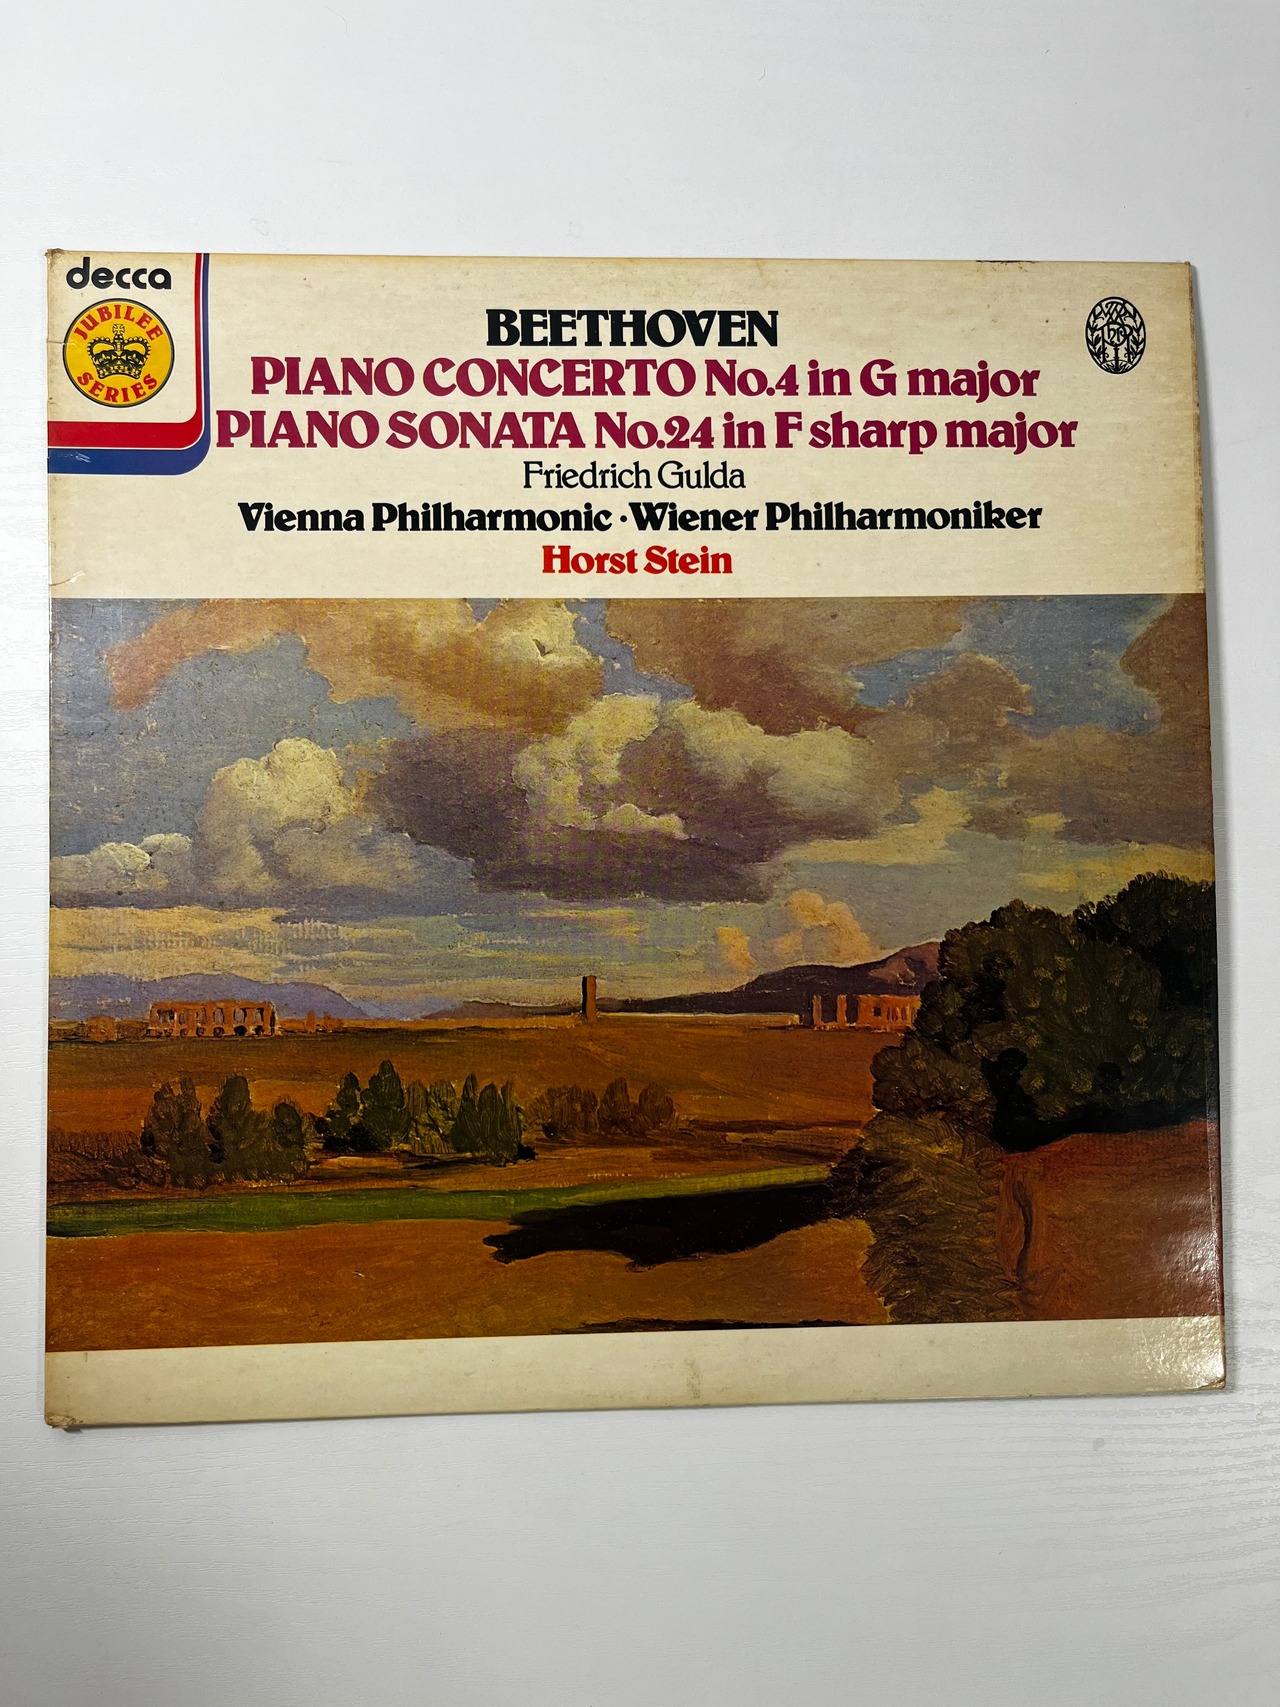 decca
JUBILEE
SERIES
BEETHOVEN
PIANO CONCERTO No.4 in G major
PIANO SONATA No.24 in F sharp major
Friedrich Gulda
Vienna Philharmonic · Wiener Philharmoniker
Horst Stein